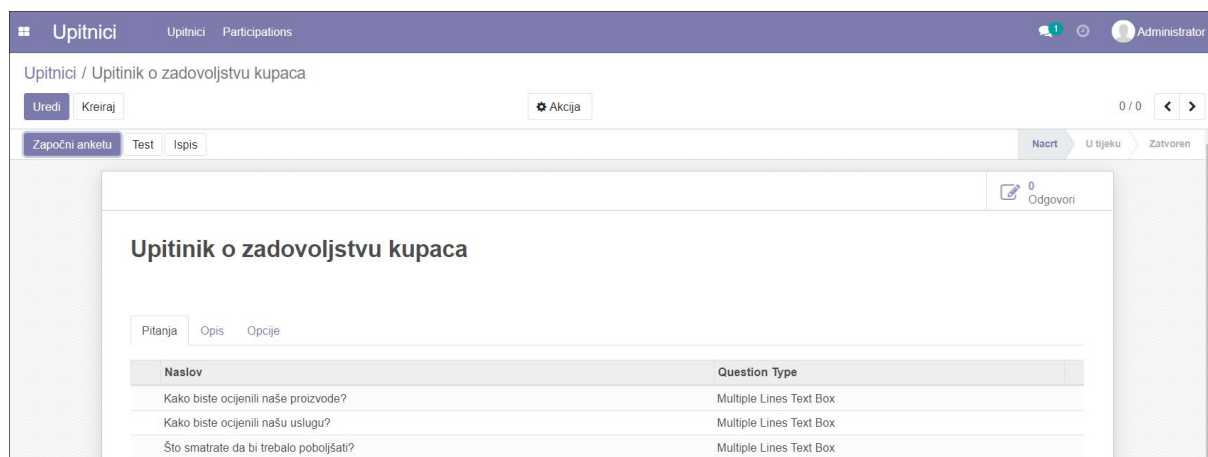 Upitnici Upitnici Participations 1 Administrator
Upitnici / Upitinik o zadovoljstvu kupaca
Uredi Kreiraj Akcija 0 / 0
Započni anketu Test Ispis Nacrt U tijeku Zatvoren
0
Odgovori
Upitinik o zadovoljstvu kupaca
Pitanja Opis Opcije
Naslov Question Type
Kako biste ocijenili naše proizvode? Multiple Lines Text Box
Kako biste ocijenili našu uslugu? Multiple Lines Text Box
Što smatrate da bi trebalo poboljšati? Multiple Lines Text Box